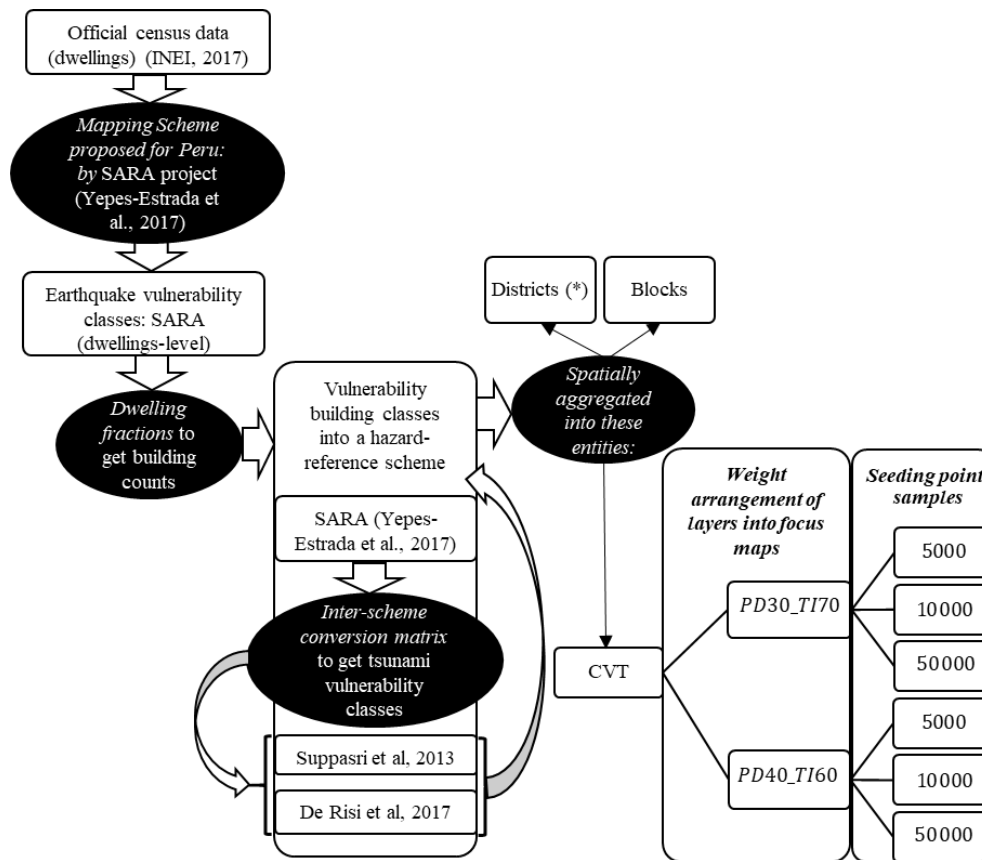 Official census data
(dwellings) (INEI, 2017)
Mapping Scheme
proposed for Peru:
by SARA project
(Yepes-Estrada et
al., 2017)
Earthquake vulnerability
classes: SARA
(dwellings-level)
Dwelling
fractions to
get building
counts
Vulnerability
building classes
into a hazard-
reference scheme
SARA (Yepes-
Estrada et al., 2017)
Inter-scheme
conversion matrix
to get tsunami
vulnerability
classes
Suppasri et al, 2013
De Risi et al, 2017
Districts (*)
Blocks
Spatially
aggregated
into these
entities:
CVT
Weight
arrangement of
layers into focus
maps
PD30_TI70
PD40_TI60
Seeding point
samples
5000
10000
50000
5000
10000
50000